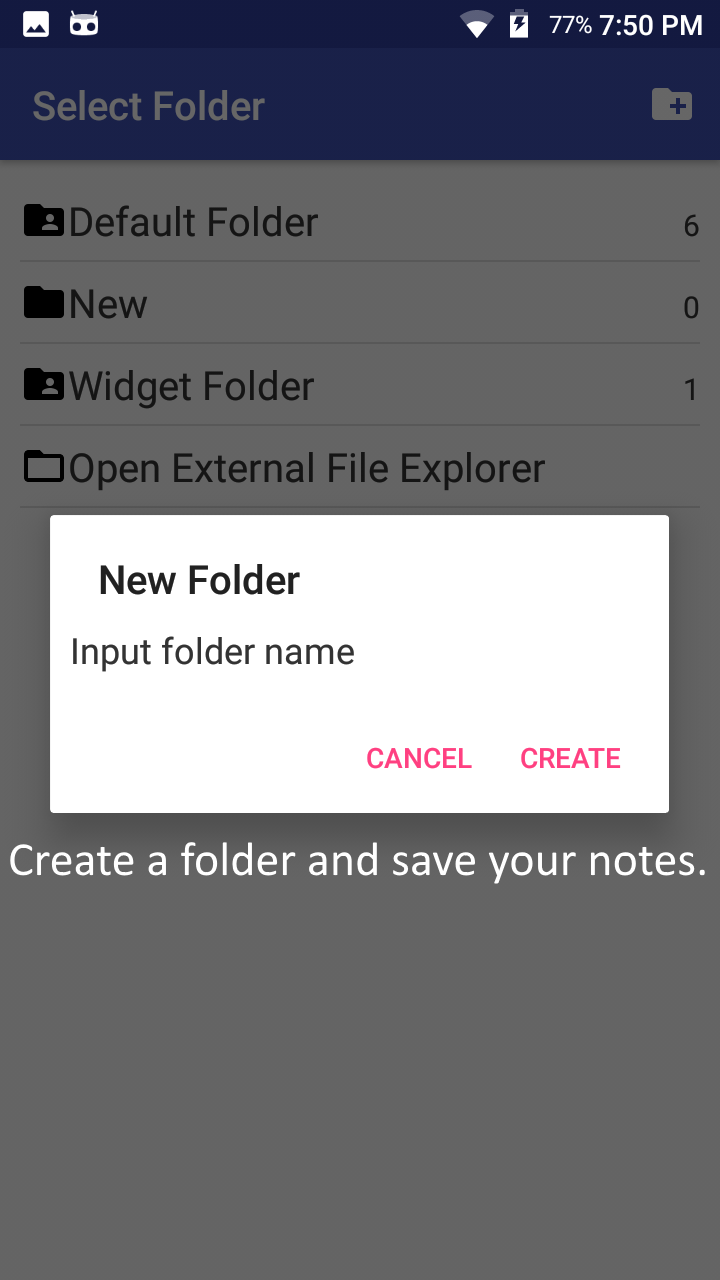 77% 7:50 PM
Select Folder
Default Folder 6
New 0
Widget Folder 1
Open External File Explorer
New Folder
Input folder name
CANCEL CREATE
Create a folder and save your notes.